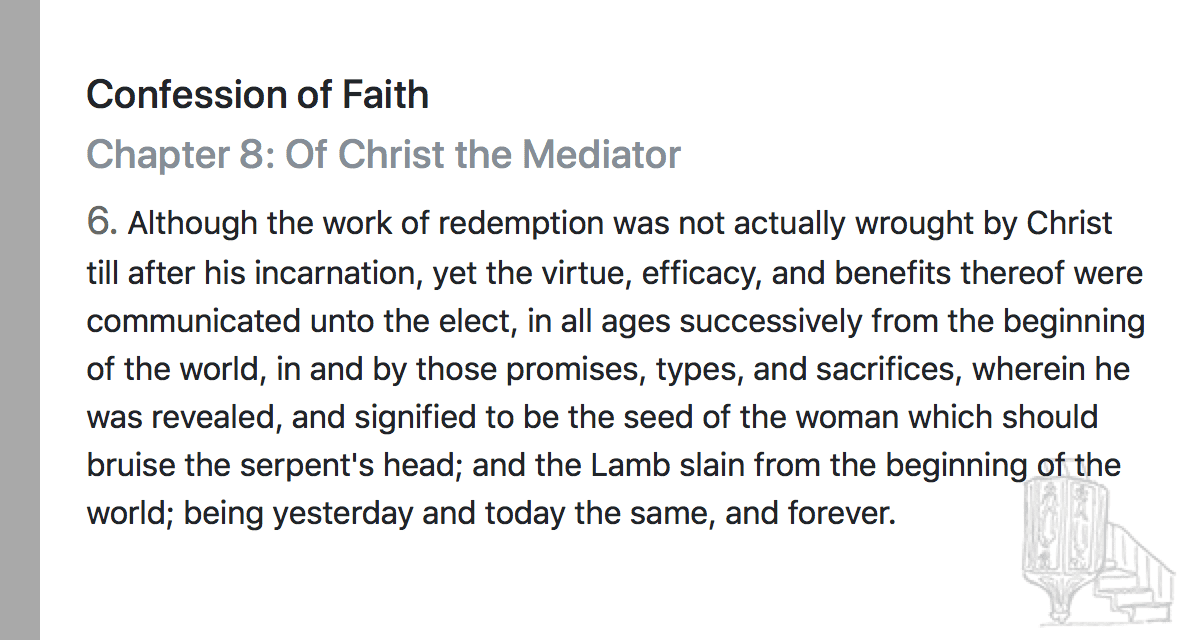 Confession of Faith
Chapter 8: Of Christ the Mediator
6. Although the work of redemption was not actually wrought by Christ
till after his incarnation, yet the virtue, efficacy, and benefits thereof were
communicated unto the elect, in all ages successively from the beginning
of the world, in and by those promises, types, and sacrifices, wherein he
was revealed, and signified to be the seed of the woman which should
bruise the serpent's head; and the Lamb slain from the beginning of the
world; being yesterday and today the same, and forever.